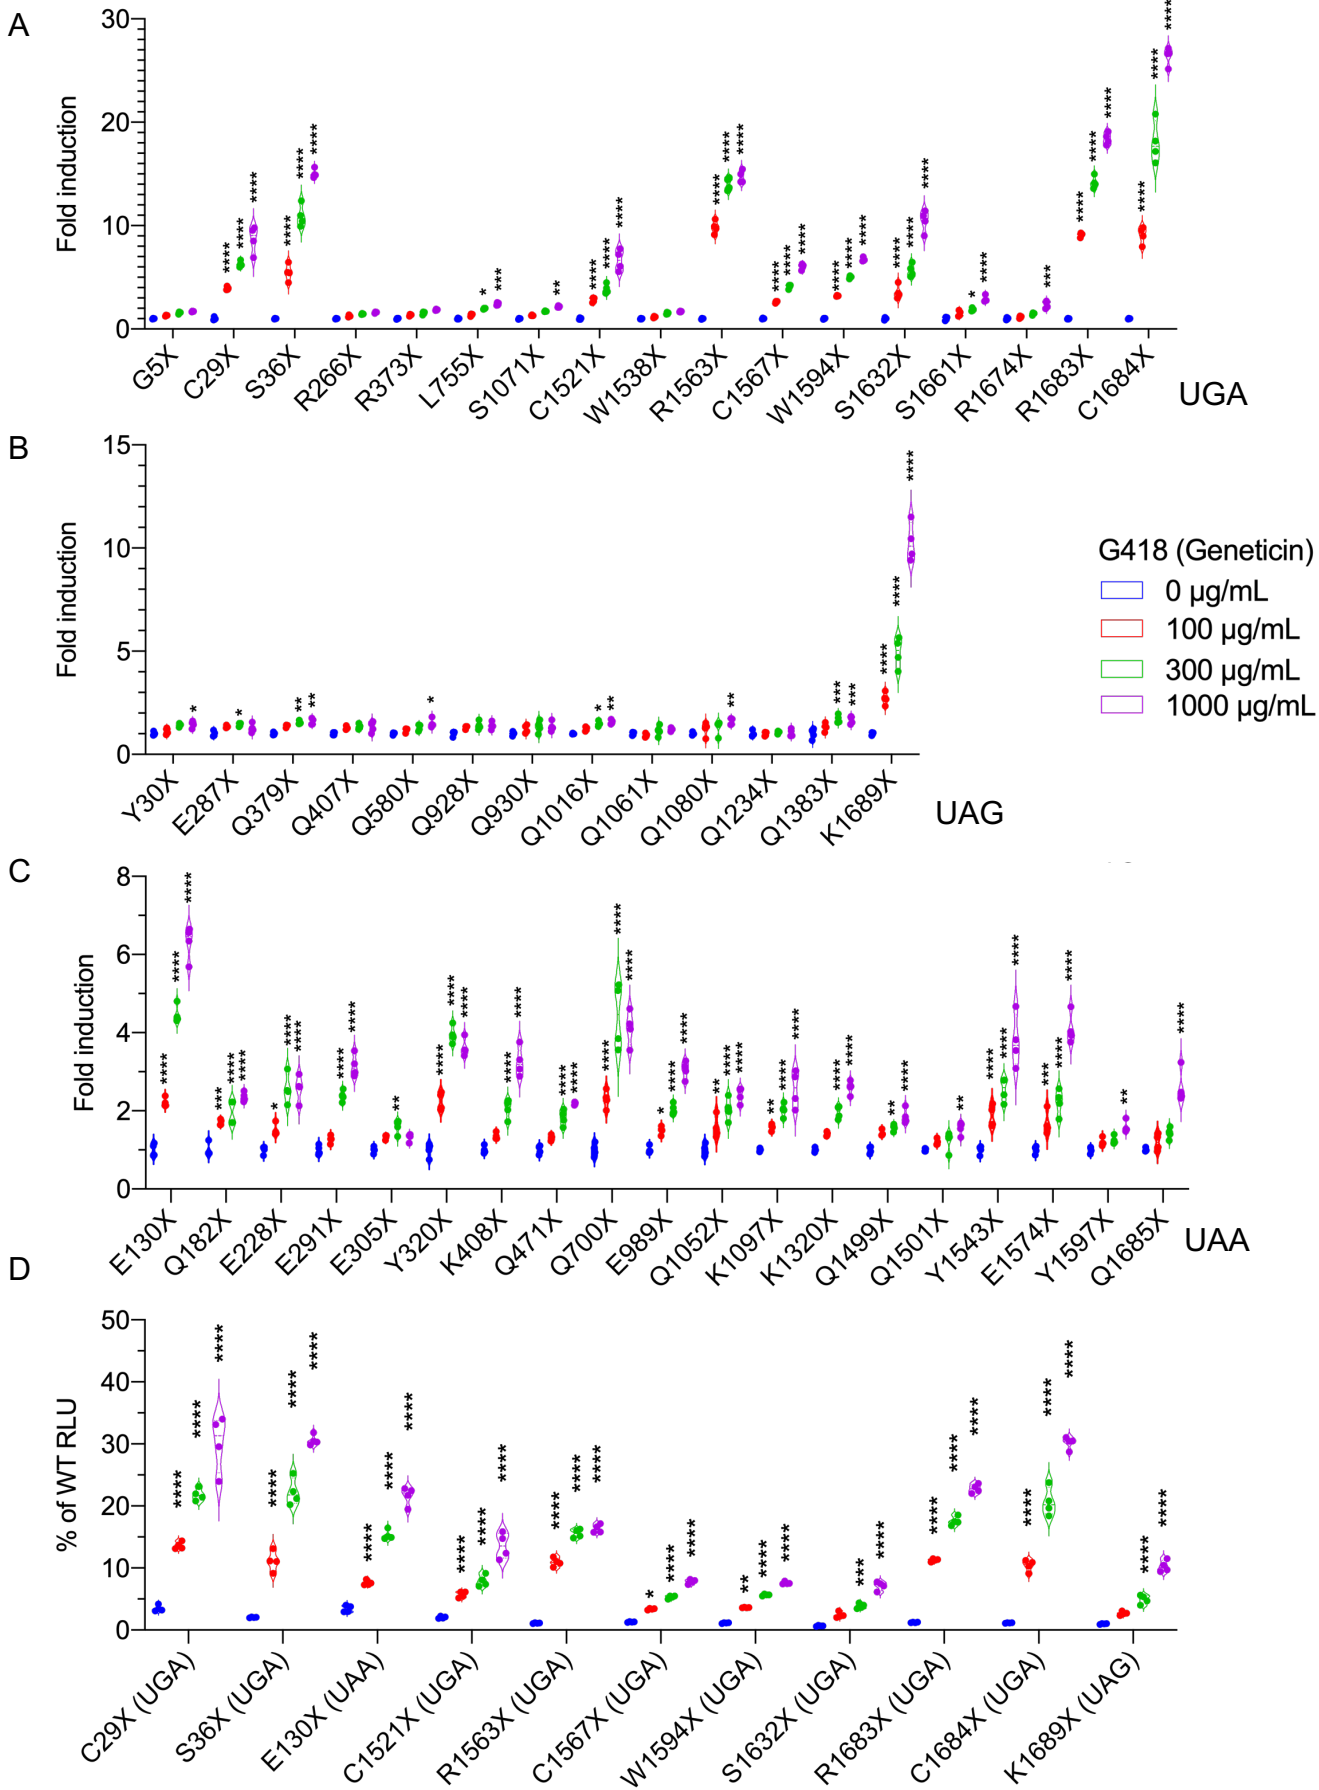 A
Fold induction
30
20
10
0
**** **** ****
**** **** ****
* ***
**
**** **** ****
**** **** ****
**** **** ****
**** **** ****
**** **** ****
* ****
***
**** **** ****
**** **** ****
G5X C29X S36X R266X R373X L755X S1071X C1521X W1538X R1563X C1567X W1594X S1632X S1661X R1674X R1683X C1684X
UGA
B
Fold induction
15
10
5
0
*
*
** **
*
* **
**
*** ***
**** **** ****
Y30X E287X Q379X Q407X Q580X Q928X Q930X Q1016X Q1061X Q1080X Q1234X Q1383X K1689X
UAG
G418 (Geneticin)
0 µg/mL
100 µg/mL
300 µg/mL
1000 µg/mL
C
Fold induction
8
6
4
2
0
**** **** ****
*** **** ****
* **** ****
**** ****
**
**** **** ****
**** ****
**** ****
**** **** ****
* **** ****
** **** ****
** **** ****
**** ****
** ****
**
**** **** ****
*** **** ****
**
****
E130X Q182X E228X E291X E305X Y320X K408X Q471X Q700X E989X Q1052X K1097X K1320X Q1499X Q1501X Y1543X E1574X Y1597X Q1685X
UAA
D
% of WT RLU
50
40
30
20
10
0
**** **** ****
**** **** ****
**** **** ****
**** **** ****
**** **** ****
* **** ****
** **** ****
*** ****
**** **** ****
**** **** ****
**** ****
C29X (UGA) S36X (UGA) E130X (UAA) C1521X (UGA) R1563X (UGA) C1567X (UGA) W1594X (UGA) S1632X (UGA) R1683X (UGA) C1684X (UGA) K1689X (UAG)